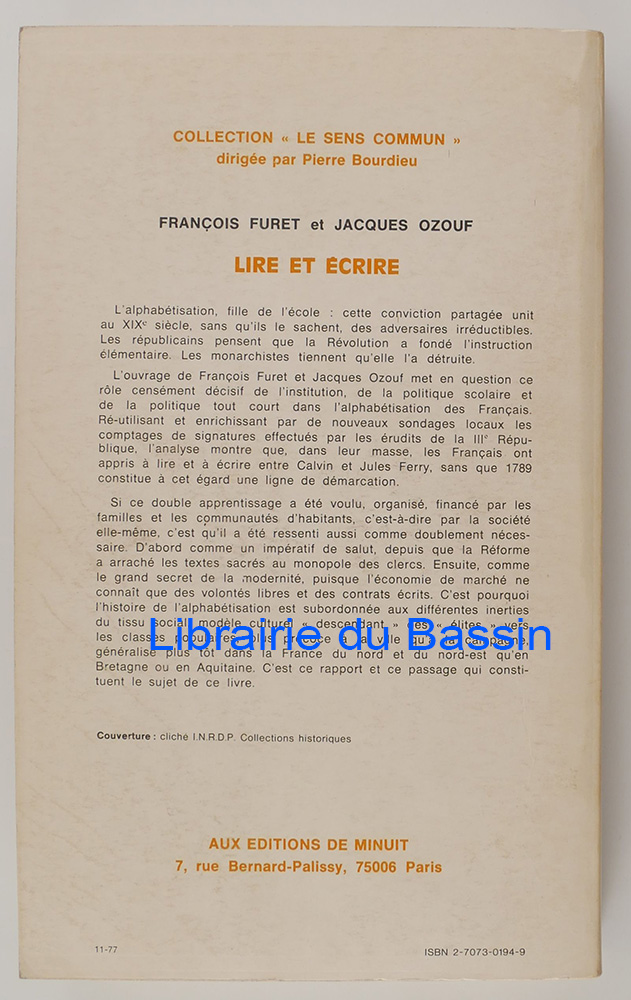 COLLECTION « LE SENS COMMUN »
dirigée par Pierre Bourdieu
FRANÇOIS FURET et JACQUES OZOUF
LIRE ET ÉCRIRE
L'alphabétisation, fille de l'école : cette conviction partagée unit
au XIXe siècle, sans qu'ils le sachent, des adversaires irréductibles.
Les républicains pensent que la Révolution a fondé l'instruction
élémentaire. Les monarchistes tiennent qu'elle l'a détruite.
L'ouvrage de François Furet et Jacques Ozouf met en question ce
rôle censément décisif de l'institution, de la politique scolaire et
de la politique tout court dans l'alphabétisation des Français.
Ré-utilisant et enrichissant par de nouveaux sondages locaux les
comptages de signatures effectués par les érudits de la IIIe Répu-
blique, l'analyse montre que, dans leur masse, les Français ont
appris à lire et à écrire entre Calvin et Jules Ferry, sans que 1789
constitue à cet égard une ligne de démarcation.
Si ce double apprentissage a été voulu, organisé, financé par les
familles et les communautés d'habitants, c'est-à-dire par la société
elle-même, c'est qu'il a été ressenti aussi comme doublement néces-
saire. D'abord comme un impératif de salut, depuis que la Réforme
a arraché les textes sacrés au monopole des clercs. Ensuite, comme
le grand secret de la modernité, puisque l'économie de marché ne
connaît que des volontés libres et des contrats écrits. C'est pourquoi
l'histoire de l'alphabétisation est subordonnée aux différentes inerties
du tissu social, modèle culturel « descendant » des « élites » vers
les classes populaires, plus précoce à la ville qu'à la campagne,
Librairie du Bassin
généralisé plus tôt dans la France du nord et du nord-est qu'en
Bretagne ou en Aquitaine. C'est ce rapport et ce passage qui consti-
tuent le sujet de ce livre.
Couverture : cliché I.N.R.D.P. Collections historiques
AUX EDITIONS DE MINUIT
7, rue Bernard-Palissy, 75006 Paris
11-77
ISBN 2-7073-0194-9